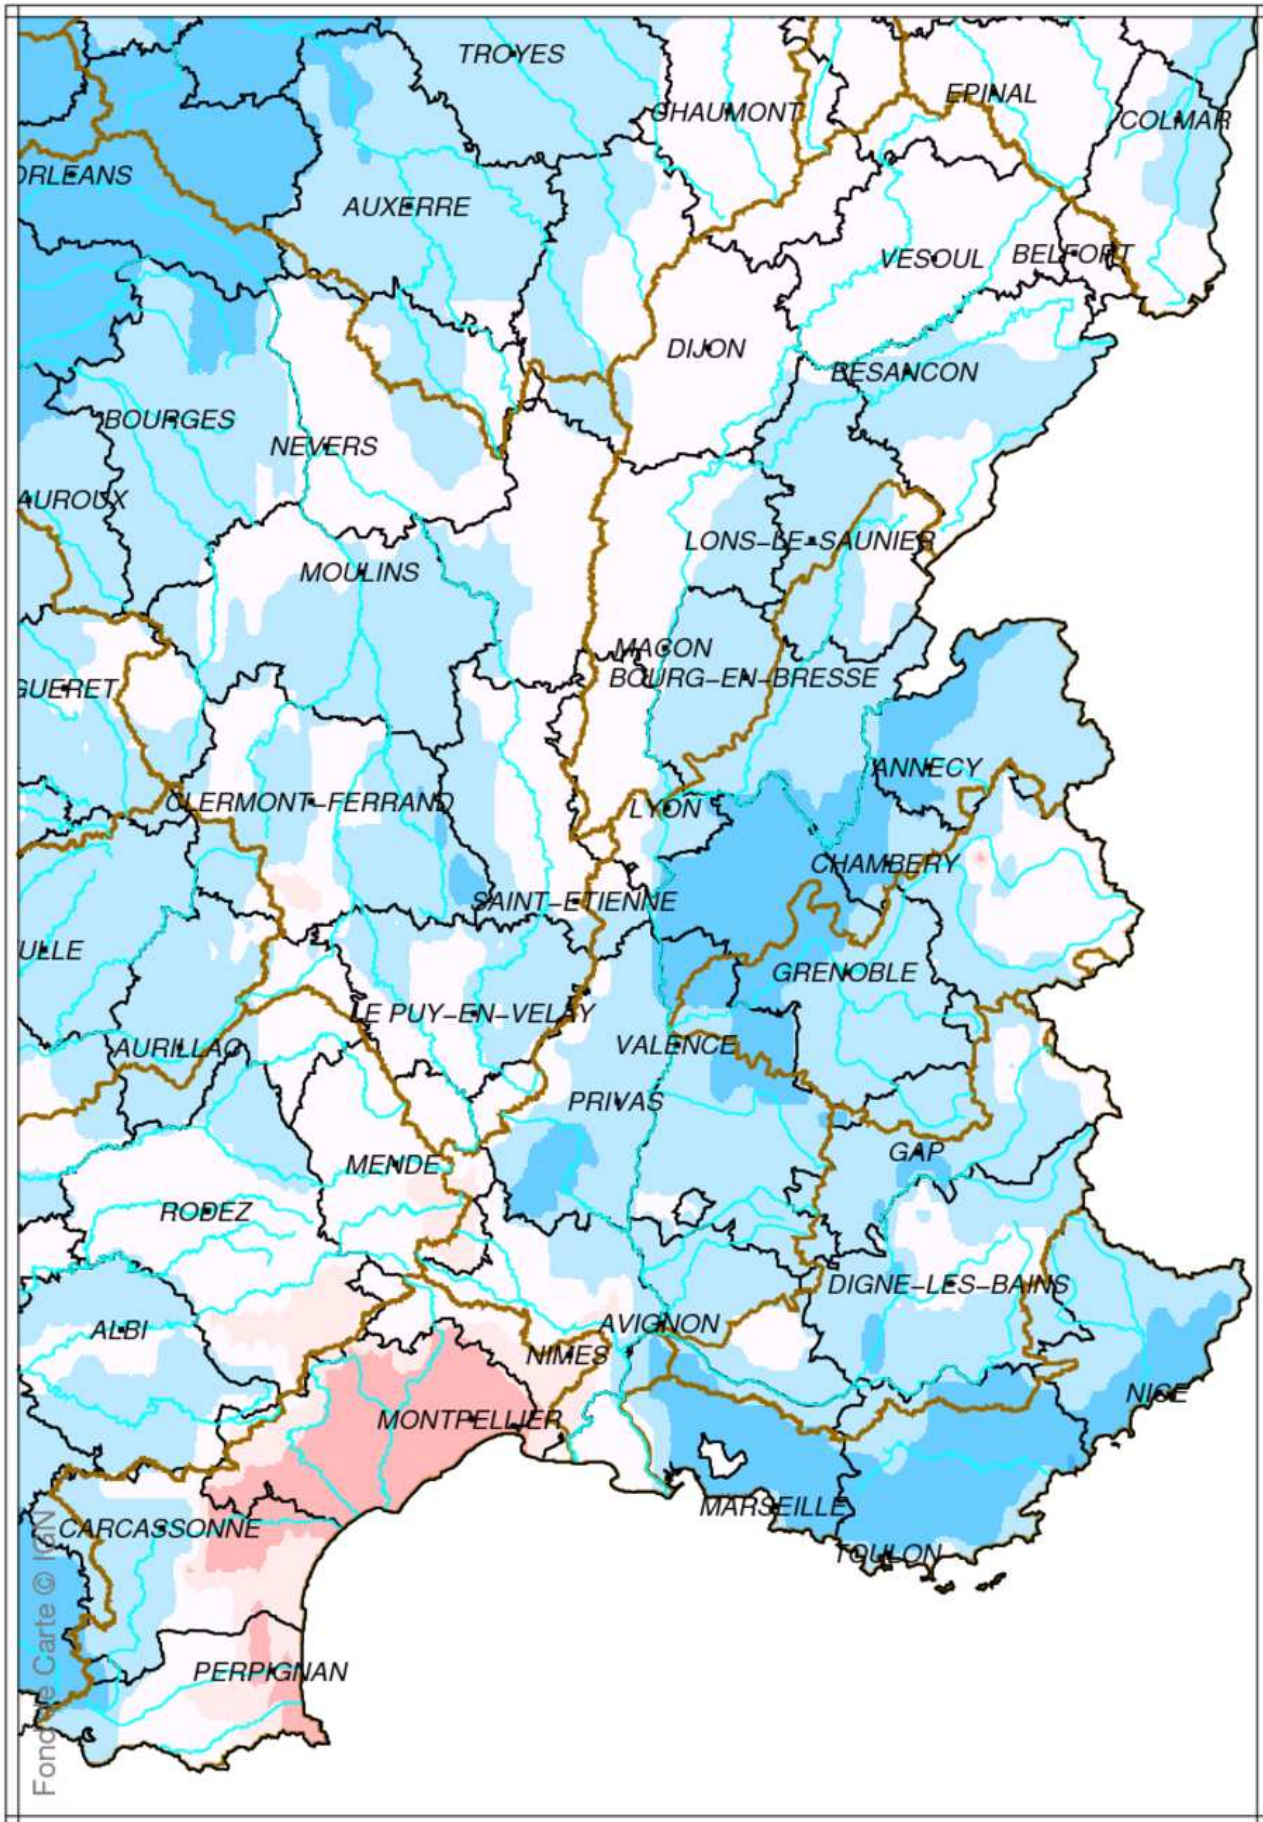 TROYES
EPINAL
CHAUMONT
COLMAR
ORLEANS
AUXERRE
BELFORT
VESOUL
DIJON
BESANCON
BOURGES
NEVERS
AUROUX
LONS-LE-SAUNIER
MOULINS
MACON
BOURG-EN-BRESSE
GUERET
ANNECY
CLERMONT-FERRAND
LYON
CHAMBERY
SAINT-ETIENNE
ULLE
GRENOBLE
LE PUY-EN-VELAY
AURILLAC
VALENCE
PRIVAS
GAP
MENDE
RODEZ
DIGNE-LES-BAINS
AVIGNON
ALBI
NIMES
NICE
MONTPELLIER
MARSEILLE
CARCASSONNE
TOULON
PERPIGNAN
Fond de Carte © IGN